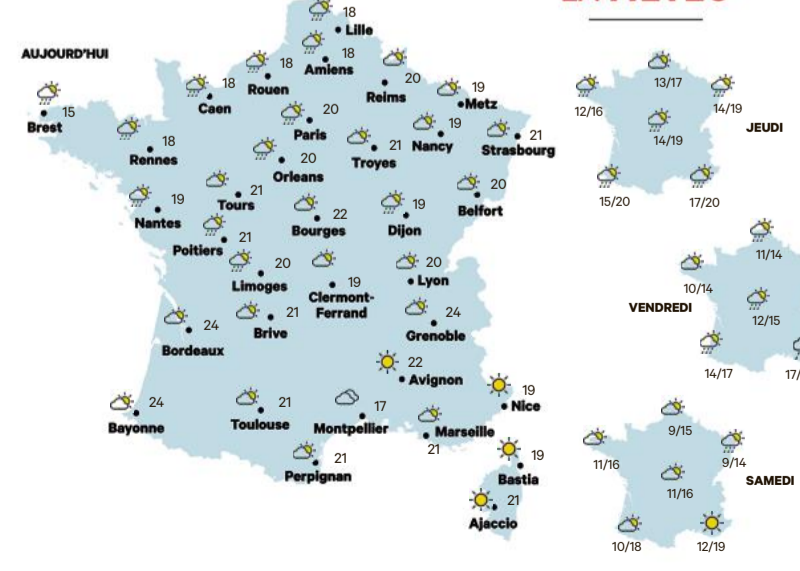 AUJOURD'HUI
18
Lille
18
Amiens
18
Rouen
18
Caen
20
Reims
19
Metz
15
Brest
18
Rennes
20
Paris
21
Troyes
19
Nancy
21
Strasbourg
20
Orleans
19
Nantes
21
Tours
22
Bourges
19
Dijon
20
Belfort
21
Poitiers
20
Limoges
19
Clermont-
Ferrand
20
Lyon
24
Bordeaux
21
Brive
24
Grenoble
22
Avignon
19
Nice
24
Bayonne
21
Toulouse
17
Montpellier
Marseille
21
21
Perpignan
19
Bastia
21
Ajaccio
JEUDI
13/17
12/16
14/19
14/19
15/20
17/20
VENDREDI
11/14
10/14
12/15
14/17
17/
SAMEDI
9/15
11/16
9/14
11/16
10/18
12/19